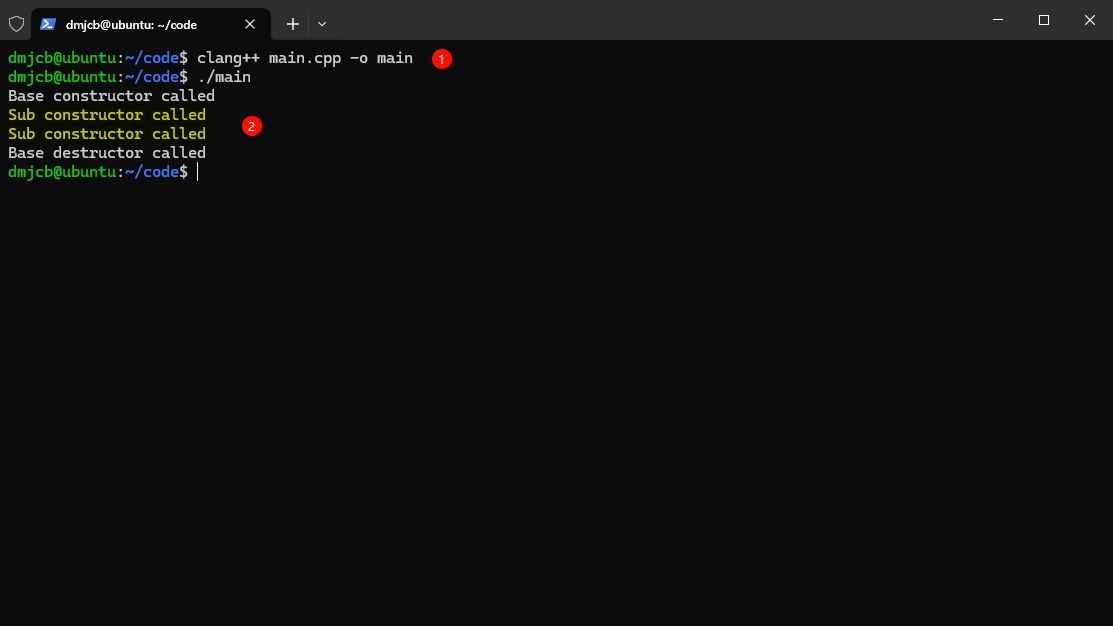 dmjcb@ubuntu: ~/code
dmjcb@ubuntu:~/code$ clang++ main.cpp -o main 1
dmjcb@ubuntu:~/code$ ./main
Base constructor called
Sub constructor called
2
Sub constructor called
Base destructor called
dmjcb@ubuntu:~/code$